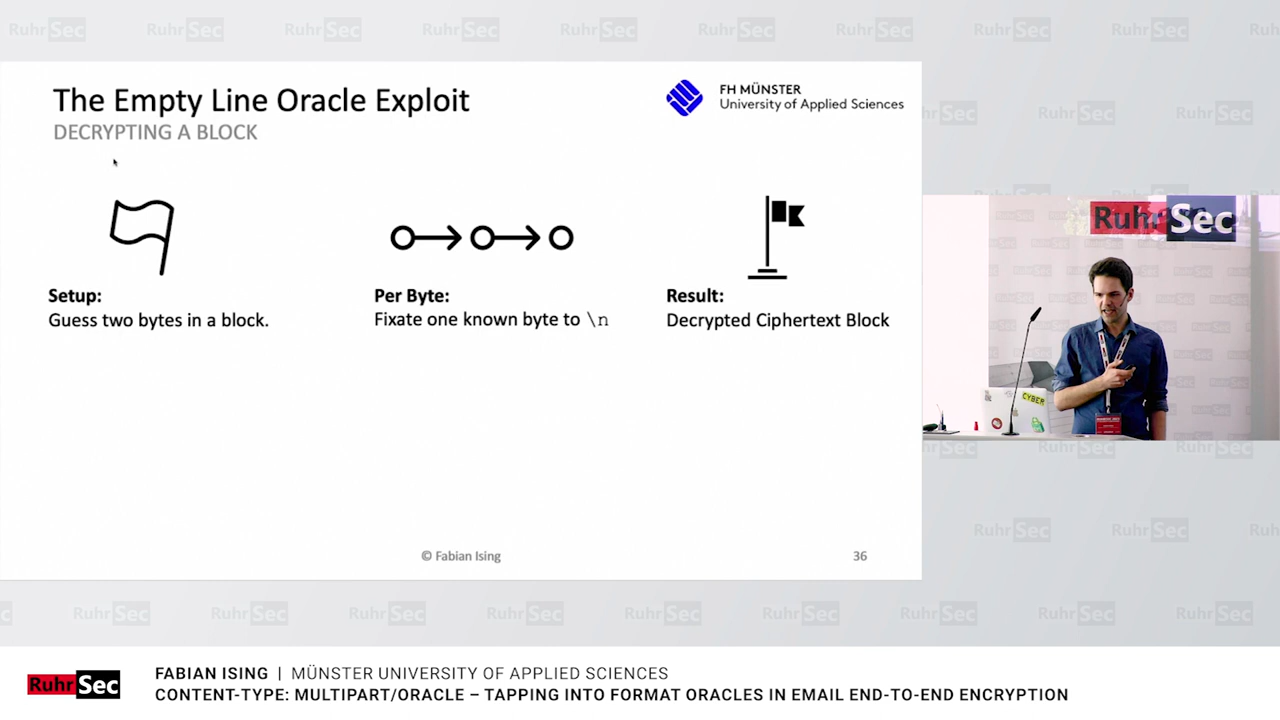 The Empty Line Oracle Exploit
DECRYPTING A BLOCK
FH MÜNSTER
University of Applied Sciences
Setup:
Guess two bytes in a block.
Per Byte:
Fixate one known byte to \n
Result:
Decrypted Ciphertext Block
© Fabian Ising
36
RuhrSec
CYBER
RuhrSec
FABIAN ISING | MÜNSTER UNIVERSITY OF APPLIED SCIENCES
CONTENT-TYPE: MULTIPART/ORACLE – TAPPING INTO FORMAT ORACLES IN EMAIL END-TO-END ENCRYPTION